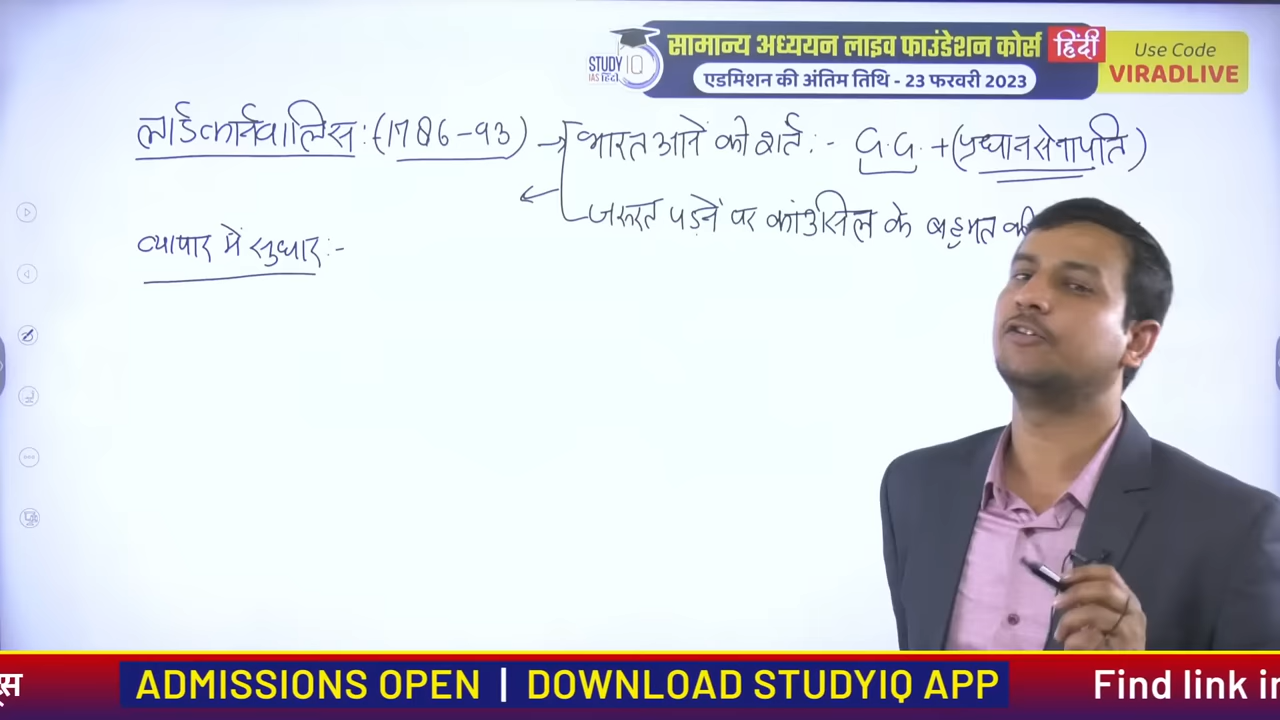 STUDY IQ
IAS हिंदी
सामान्य अध्ययन लाइव फाउंडेशन कोर्स हिंदी
एडमिशन की अंतिम तिथि - 23 फरवरी 2023
Use Code
VIRADLIVE
लार्ड कार्नवालिस : (1786-93) → भारत आने की शर्त :- G.G. + (प्रधान सेनापति)
जरूरत पड़ने पर काउंसिल के बहुमत की
व्यापार में सुधार :-
ADMISSIONS OPEN | DOWNLOAD STUDYIQ APP
Find link in